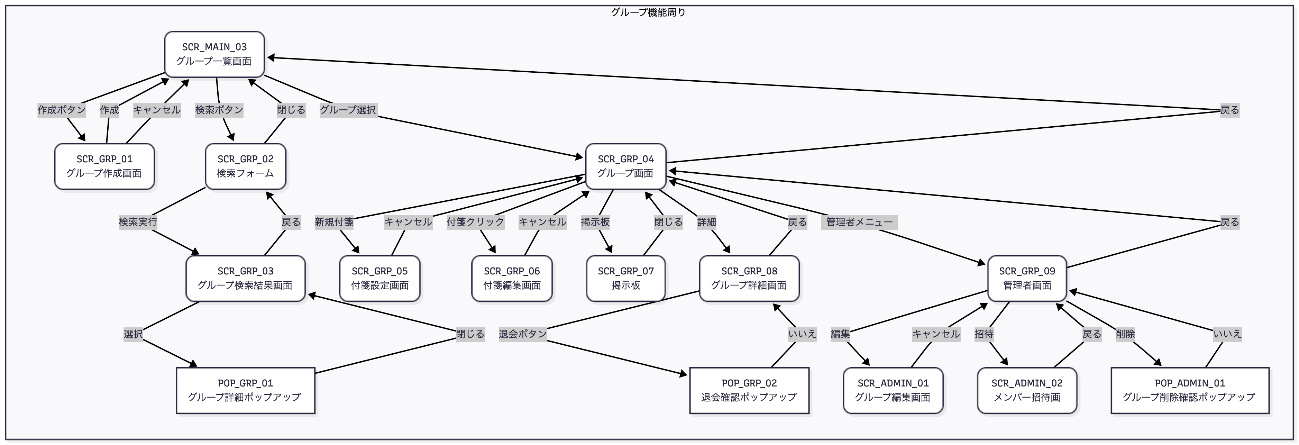 グループ機能周り
SCR_MAIN_03
グループ一覧画面
作成ボタン
作成
キャンセル
検索ボタン
閉じる
グループ選択
戻る
SCR_GRP_01
グループ作成画面
SCR_GRP_02
検索フォーム
SCR_GRP_04
グループ画面
検索実行
戻る
新規付箋
キャンセル
付箋クリック
キャンセル
掲示板
閉じる
詳細
戻る
管理者メニュー
戻る
SCR_GRP_03
グループ検索結果画面
SCR_GRP_05
付箋設定画面
SCR_GRP_06
付箋編集画面
SCR_GRP_07
掲示板
SCR_GRP_08
グループ詳細画面
SCR_GRP_09
管理者画面
選択
閉じる
退会ボタン
いいえ
編集
キャンセル
招待
戻る
削除
いいえ
POP_GRP_01
グループ詳細ポップアップ
POP_GRP_02
退会確認ポップアップ
SCR_ADMIN_01
グループ編集画面
SCR_ADMIN_02
メンバー招待画
POP_ADMIN_01
グループ削除確認ポップアップ